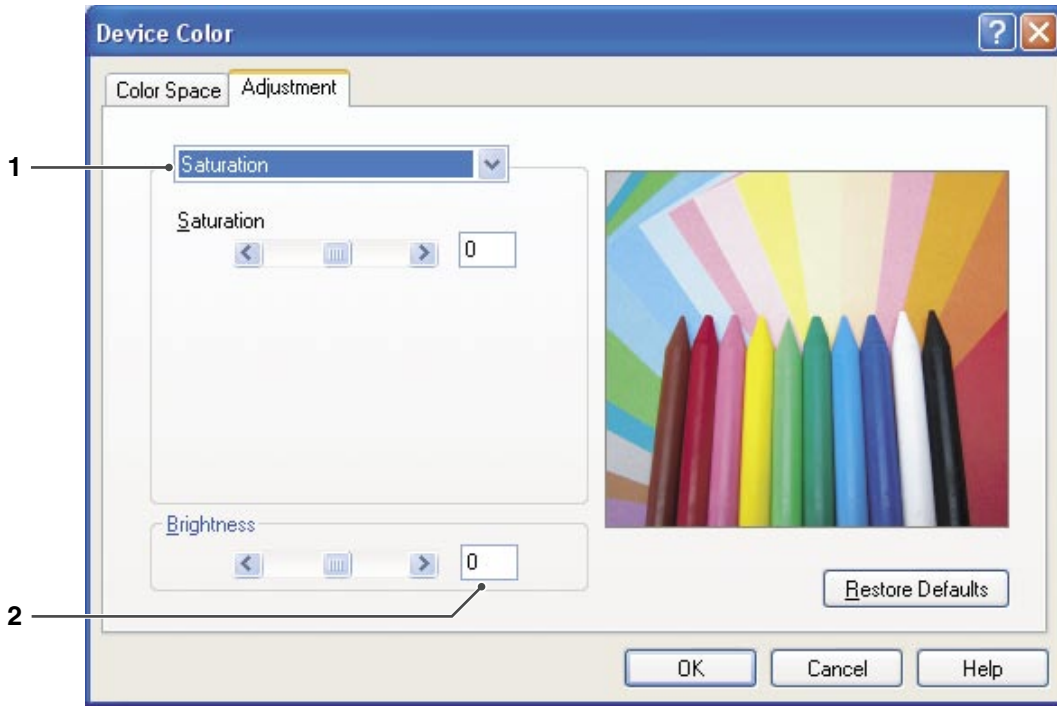 Device Color
Color Space Adjustment
1 Saturation
Saturation
0
Brightness
0
2
Restore Defaults
OK Cancel Help